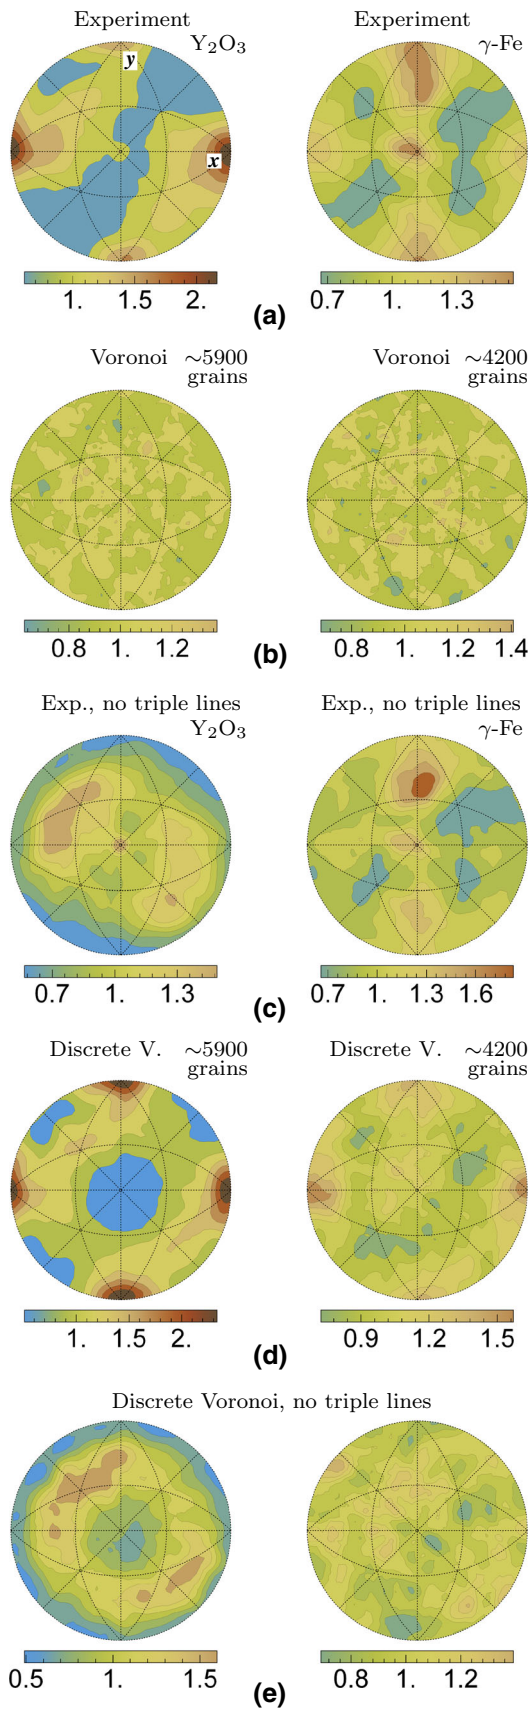 Experiment
Y2O3
y
x
1. 1.5 2.
Experiment
γ-Fe
0.7 1. 1.3
(a)
Voronoi ~5900
grains
0.8 1. 1.2
Voronoi ~4200
grains
0.8 1. 1.2 1.4
(b)
Exp., no triple lines
Y2O3
0.7 1. 1.3
Exp., no triple lines
γ-Fe
0.7 1. 1.3 1.6
(c)
Discrete V. ~5900
grains
1. 1.5 2.
Discrete V. ~4200
grains
0.9 1.2 1.5
(d)
Discrete Voronoi, no triple lines
0.5 1. 1.5
0.8 1. 1.2
(e)